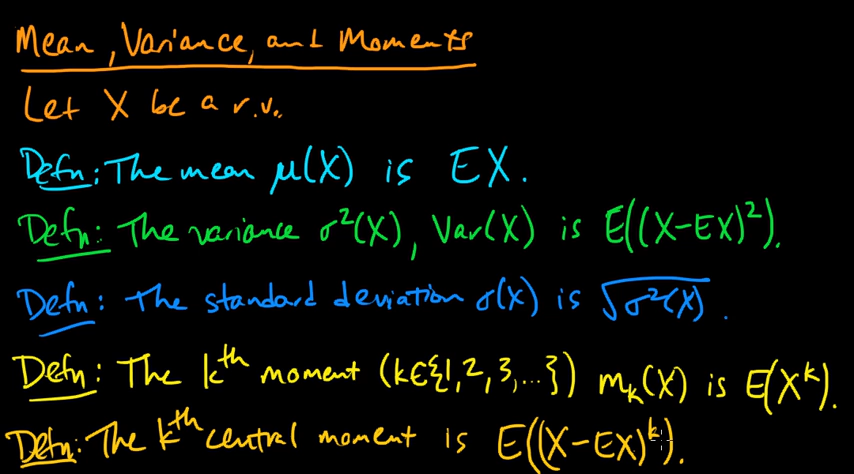 Mean, Variance, and Moments
Let X be a r.v..
Defn: The mean μ(X) is EX.
Defn: The variance σ²(X), Var(X) is E((X-EX)²).
Defn: The standard deviation σ(X) is √σ²(X).
Defn: The kᵗʰ moment (k∈{1,2,3,...}) mₖ(X) is E(Xᵏ).
Defn: The kᵗʰ central moment is E((X-EX)ᵏ).